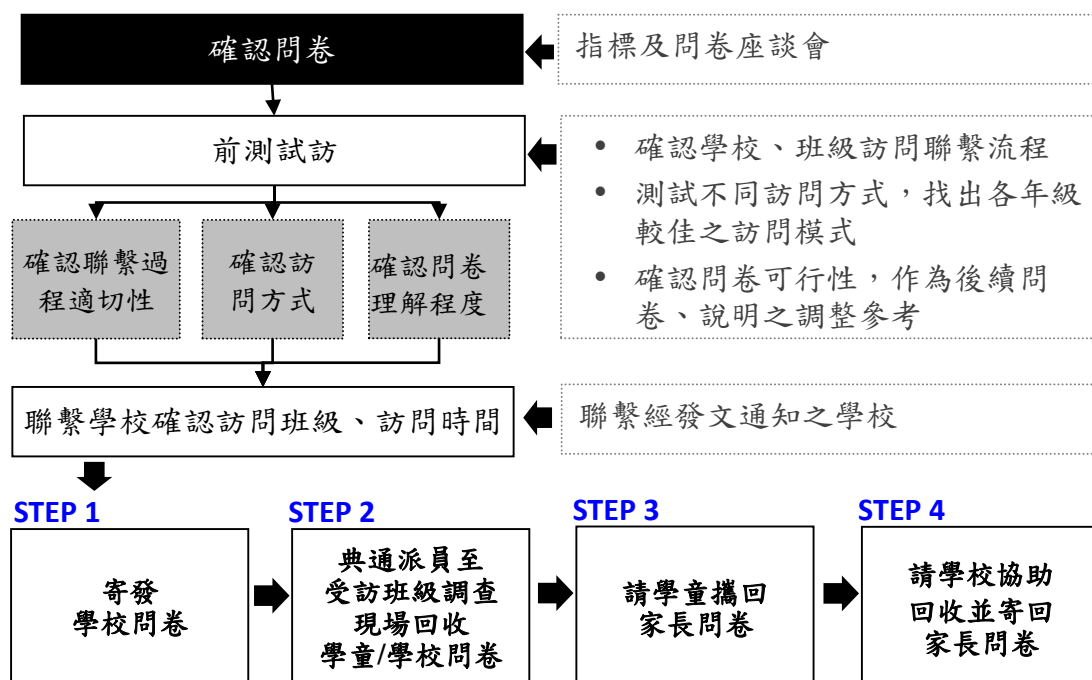 確認問卷
指標及問卷座談會
前測試訪
• 確認學校、班級訪問聯繫流程
• 測試不同訪問方式，找出各年級
較佳之訪問模式
• 確認問卷可行性，作為後續問
卷、說明之調整參考
確認聯繫過
程適切性
確認訪
問方式
確認問卷
理解程度
聯繫學校確認訪問班級、訪問時間
聯繫經發文通知之學校
STEP 1
寄發
學校問卷
STEP 2
典通派員至
受訪班級調查
現場回收
學童/學校問卷
STEP 3
請學童攜回
家長問卷
STEP 4
請學校協助
回收並寄回
家長問卷